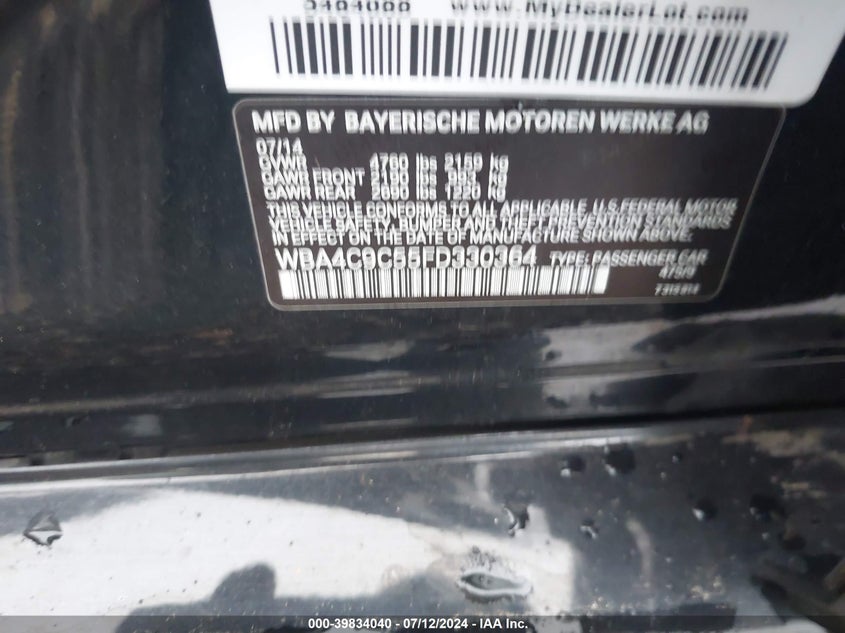 www.MyDealerLot.com
MFD BY BAYERISCHE MOTOREN WERKE AG
07/14
GVWR 4760 lbs 2159 kg
GAWR FRONT lbs kg
GAWR REAR lbs 1220 kg
THIS VEHICLE CONFORMS TO ALL APPLICABLE U.S.FEDERAL MOTOR
VEHICLE SAFETY, BUMPER AND THEFT PREVENTION STANDARDS
IN EFFECT ON THE DATE OF MANUFACTURE SHOWN ABOVE.
WBA4C9C55FD330364 TYPE: PASSENGER CAR
000-39834040 - 07/12/2024 - IAA Inc.